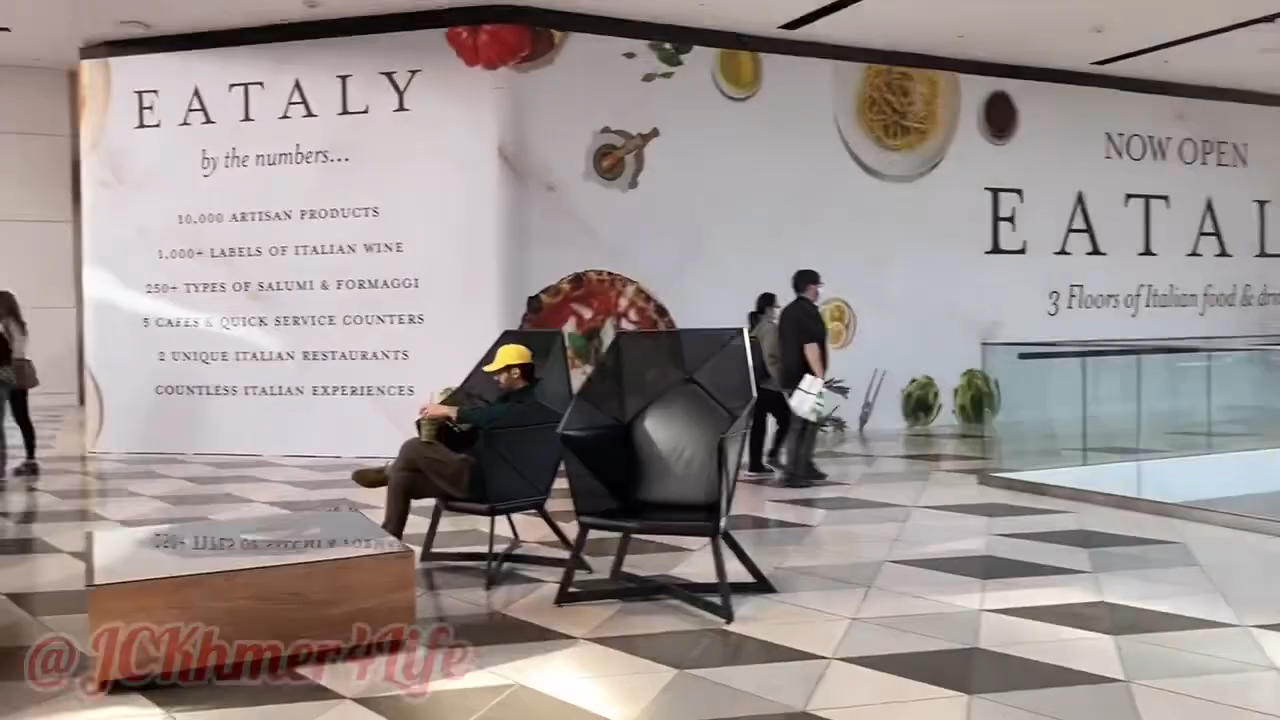 EATALY
by the numbers...
10,000 ARTISAN PRODUCTS
1,000+ LABELS OF ITALIAN WINE
250+ TYPES OF SALUMI & FORMAGGI
5 CAFES & QUICK SERVICE COUNTERS
2 UNIQUE ITALIAN RESTAURANTS
COUNTLESS ITALIAN EXPERIENCES
NOW OPEN
EATAL
3 Floors of Italian food & dri
@JCKhmer4Life